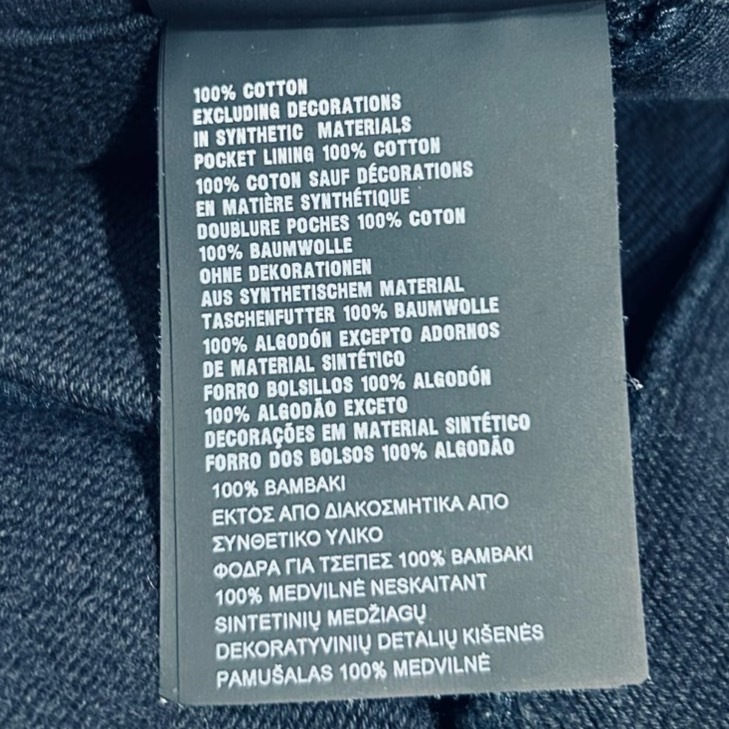 100% COTTON
EXCLUDING DECORATIONS
IN SYNTHETIC MATERIALS
POCKET LINING 100% COTTON
100% COTON SAUF DÉCORATIONS
EN MATIÈRE SYNTHÉTIQUE
DOUBLURE POCHES 100% COTON
100% BAUMWOLLE
OHNE DEKORATIONEN
AUS SYNTHETISCHEM MATERIAL
TASCHENFUTTER 100% BAUMWOLLE
100% ALGODÓN EXCEPTO ADORNOS
DE MATERIAL SINTÉTICO
FORRO BOLSILLOS 100% ALGODÓN
100% ALGODÃO EXCETO
DECORAÇÕES EM MATERIAL SINTÉTICO
FORRO DOS BOLSOS 100% ALGODÃO
100% ΒΑΜΒΑΚΙ
ΕΚΤΟΣ ΑΠΟ ΔΙΑΚΟΣΜΗΤΙΚΑ ΑΠΟ
ΣΥΝΘΕΤΙΚΟ ΥΛΙΚΟ
ΦΟΔΡΑ ΓΙΑ ΤΣΕΠΕΣ 100% ΒΑΜΒΑΚΙ
100% MEDVILNĖ NESKAITANT
SINTETINIŲ MEDŽIAGŲ
DEKORATYVINIŲ DETALIŲ KIŠENĖS
PAMUŠALAS 100% MEDVILNĖ